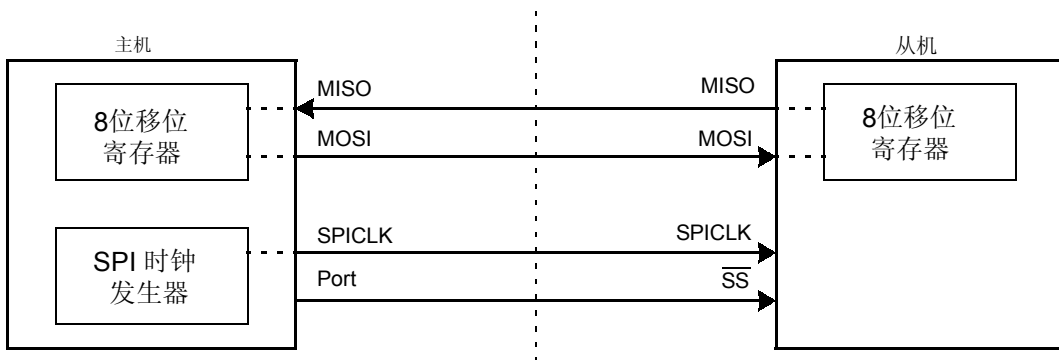 主机
从机
8位移位
寄存器
MISO
MISO
MOSI
MOSI
8位移位
寄存器
SPI 时钟
发生器
SPICLK
SPICLK
Port
SS